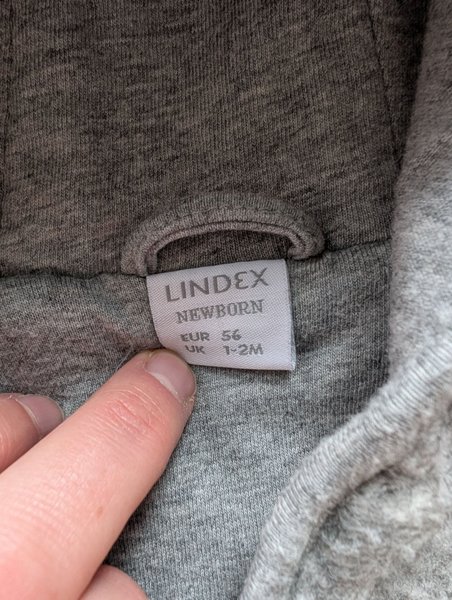 LINDEX
NEWBORN
EUR 56
UK 1-2M